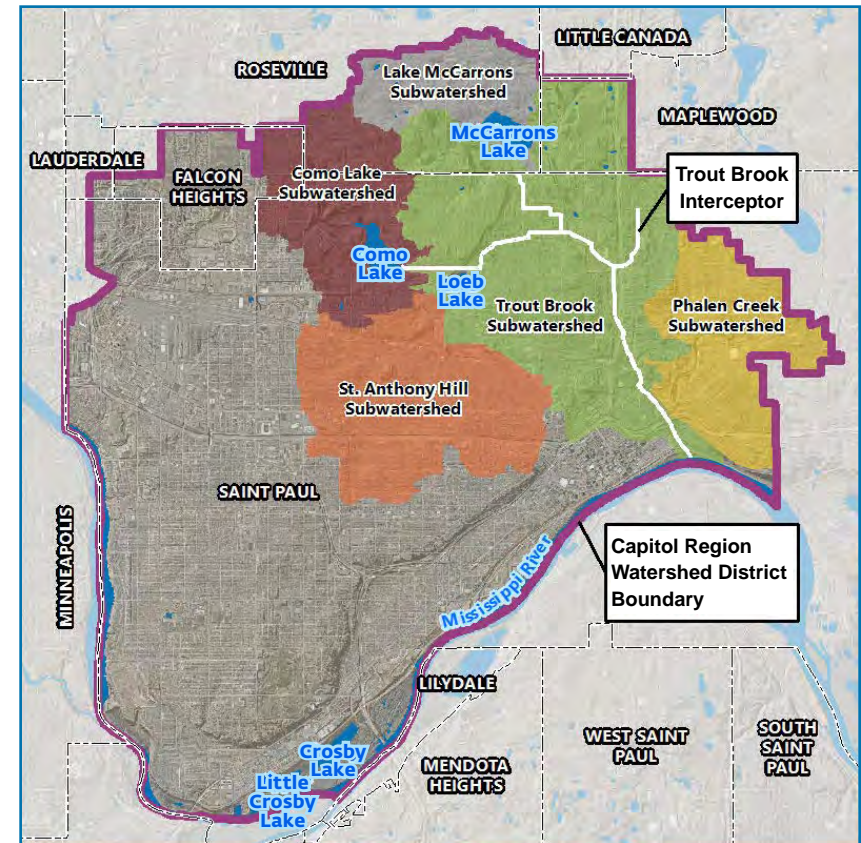 LITTLE CANADA
ROSEVILLE
Lake McCarrons
Subwatershed
MAPLEWOOD
McCarrons
Lake
LAUDERDALE
FALCON
HEIGHTS
Como Lake
Subwatershed
Trout Brook
Interceptor
Como
Lake
Loeb
Lake
Trout Brook
Subwatershed
Phalen Creek
Subwatershed
St. Anthony Hill
Subwatershed
SAINT PAUL
MINNEAPOLIS
Mississippi River
Capitol Region
Watershed District
Boundary
LILYDALE
Crosby
Lake
Little
Crosby
Lake
MENDOTA
HEIGHTS
WEST SAINT
PAUL
SOUTH
SAINT
PAUL